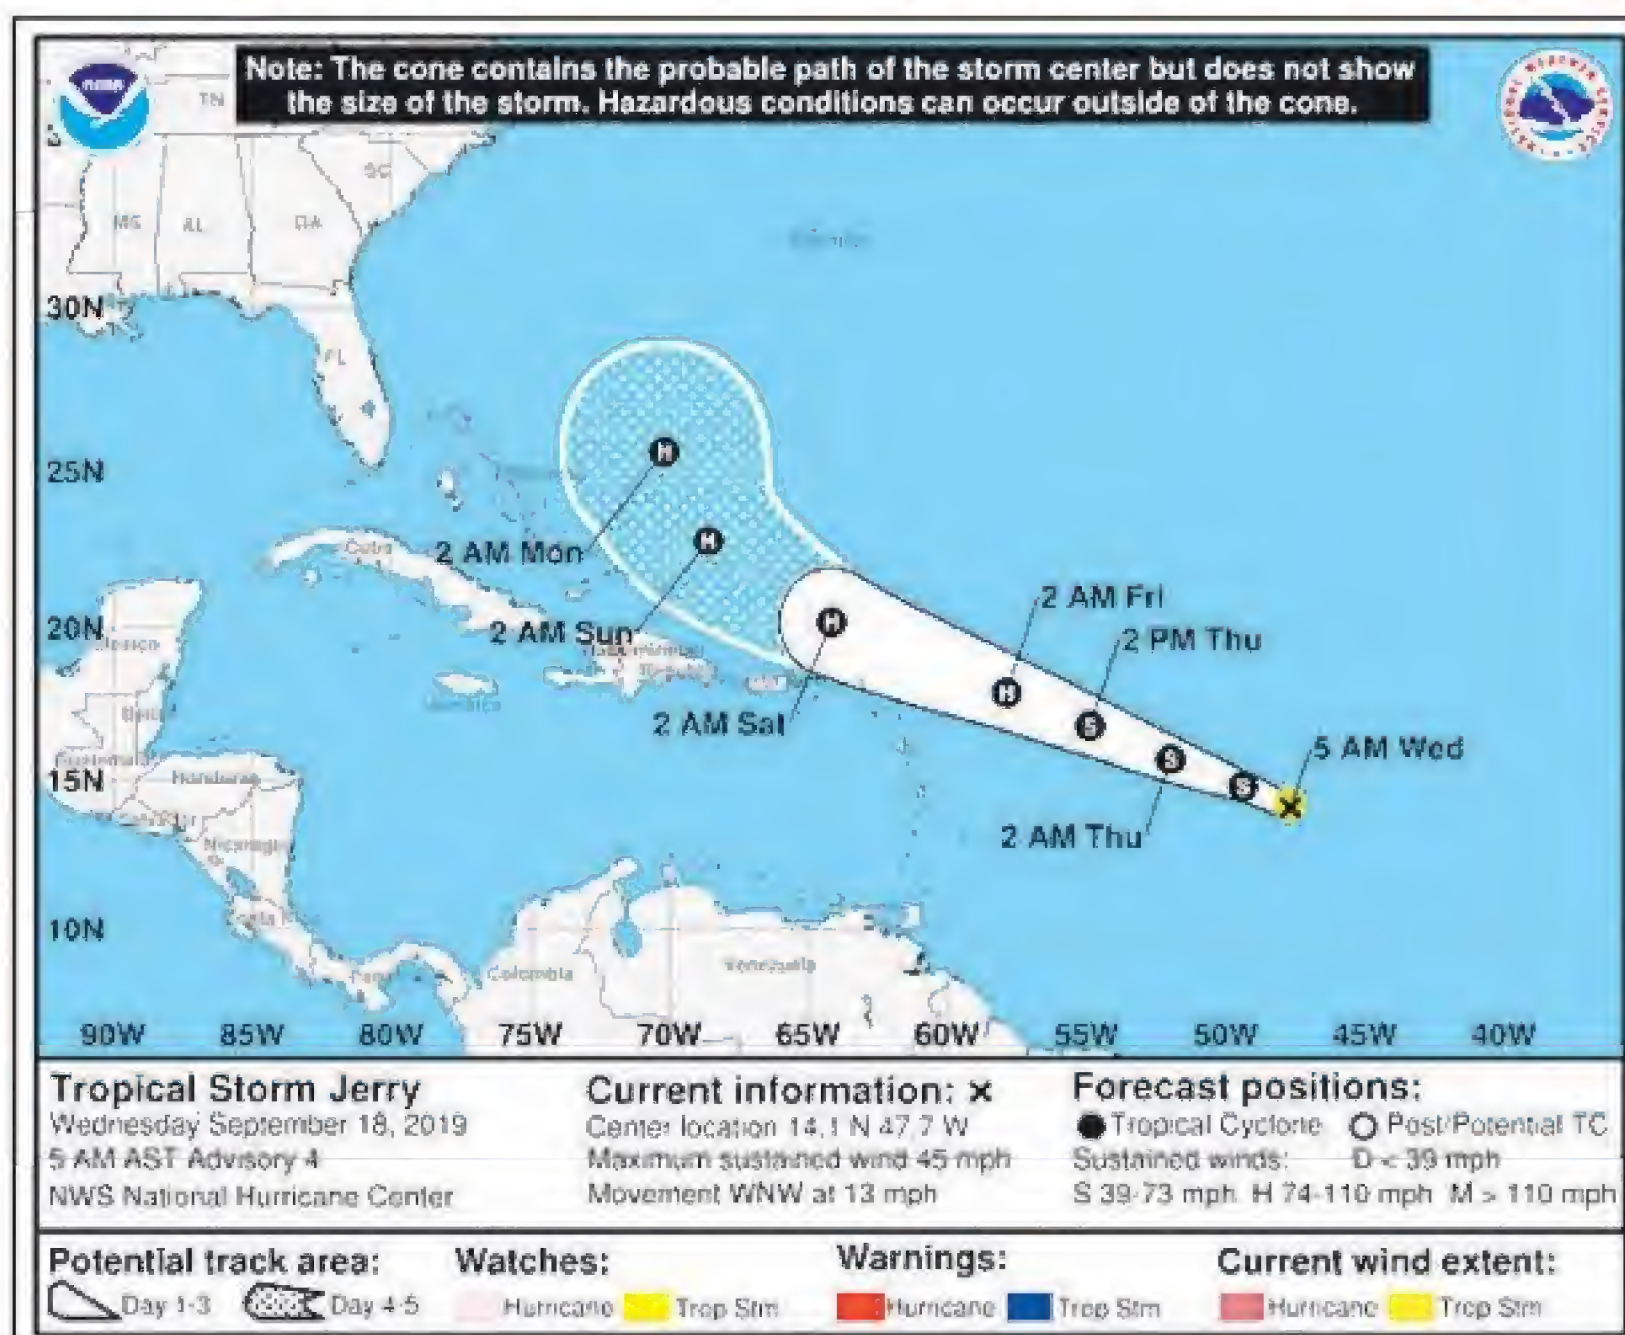 Note: The cone contains the probable path of the storm center but does not show
the size of the storm. Hazardous conditions can occur outside of the cone.
TN
SC
MS
AL
GA
30N
FL
25N
2 AM Mon
Cuba
2 AM Fri
20N
2 AM Sun
2 PM Thu
Mexico
Jamaica
2 AM Sat
5 AM Wed
Guatemala
15N
Honduras
2 AM Thu
Nicaragua
10N
Colombia
Venezuela
H
H
H
H
S
S
S
90W 85W 80W 75W 70W 65W 60W 55W 50W 45W 40W
Tropical Storm Jerry
Wednesday September 18, 2019
5 AM AST Advisory 4
NWS National Hurricane Center
Current information: x
Center location 14.1 N 47.7 W
Maximum sustained wind 45 mph
Movement WNW at 13 mph
Forecast positions:
Tropical Cyclone Post/Potential TC
Sustained winds: D < 39 mph
S 39-73 mph H 74-110 mph M > 110 mph
Potential track area:
Day 1-3 Day 4-5
Watches:
Hurricane Trop Stm
Warnings:
Hurricane Trop Stm
Current wind extent:
Hurricane Trop Stm